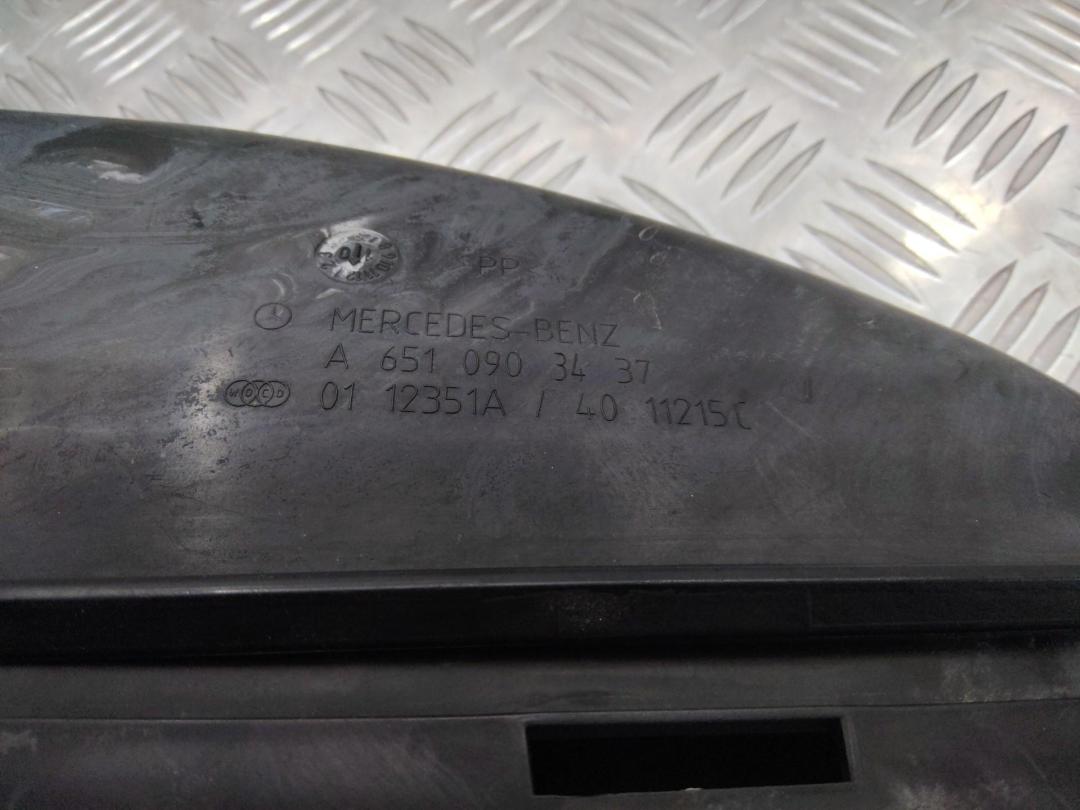 PP
MERCEDES-BENZ
A 651 090 34 37
01 12351A / 40 11215C